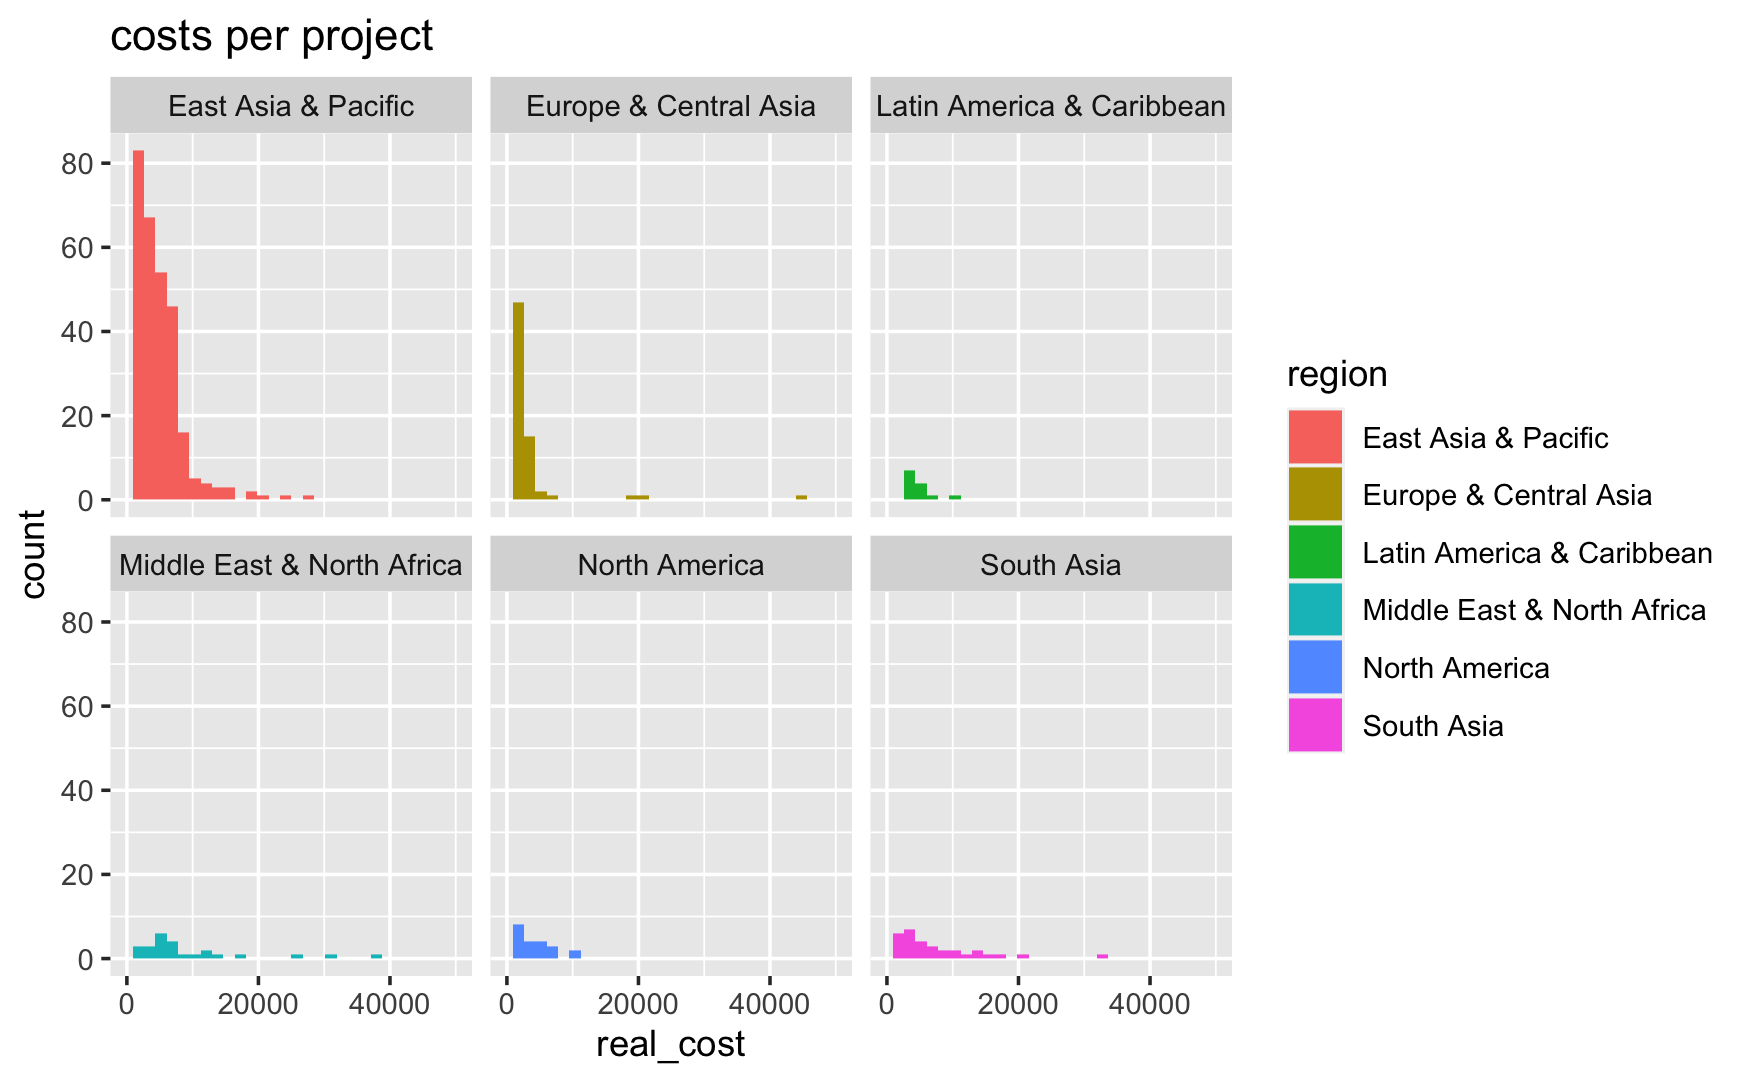 costs per project
East Asia & Pacific
Europe & Central Asia
Latin America & Caribbean
80
60
40
20
0
count
Middle East & North Africa
North America
South Asia
80
60
40
20
0
0 20000 40000
0 20000 40000
0 20000 40000
real_cost
region
East Asia & Pacific
Europe & Central Asia
Latin America & Caribbean
Middle East & North Africa
North America
South Asia